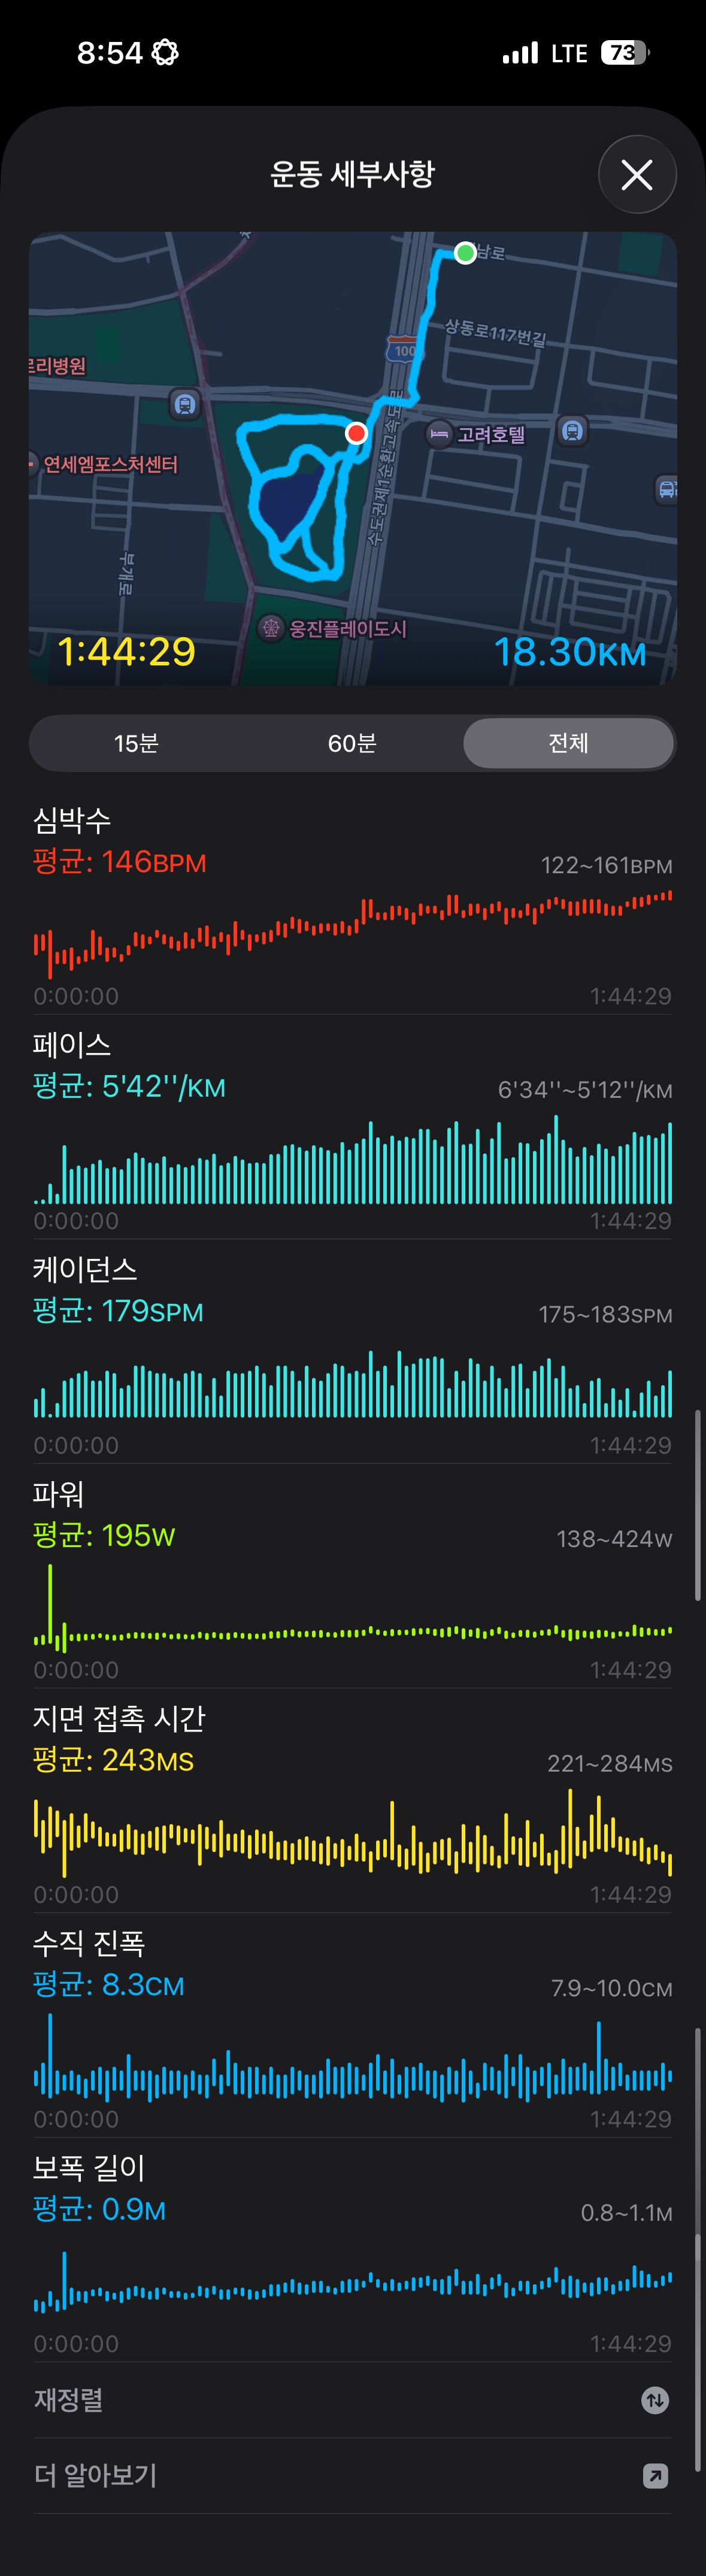 8:54
LTE
73
운동 세부사항
상동로117번길
100
고려호텔
연세엠포스처센터
수도권제1순환고속도로
부개로
웅진플레이도시
1:44:29
18.30KM
15분
60분
전체
심박수
평균: 146BPM
122~161BPM
0:00:00
1:44:29
페이스
평균: 5'42''/KM
6'34''~5'12''/KM
0:00:00
1:44:29
케이던스
평균: 179SPM
175~183SPM
0:00:00
1:44:29
파워
평균: 195W
138~424W
0:00:00
1:44:29
지면 접촉 시간
평균: 243MS
221~284MS
0:00:00
1:44:29
수직 진폭
평균: 8.3CM
7.9~10.0CM
0:00:00
1:44:29
보폭 길이
평균: 0.9M
0.8~1.1M
0:00:00
1:44:29
재정렬
더 알아보기